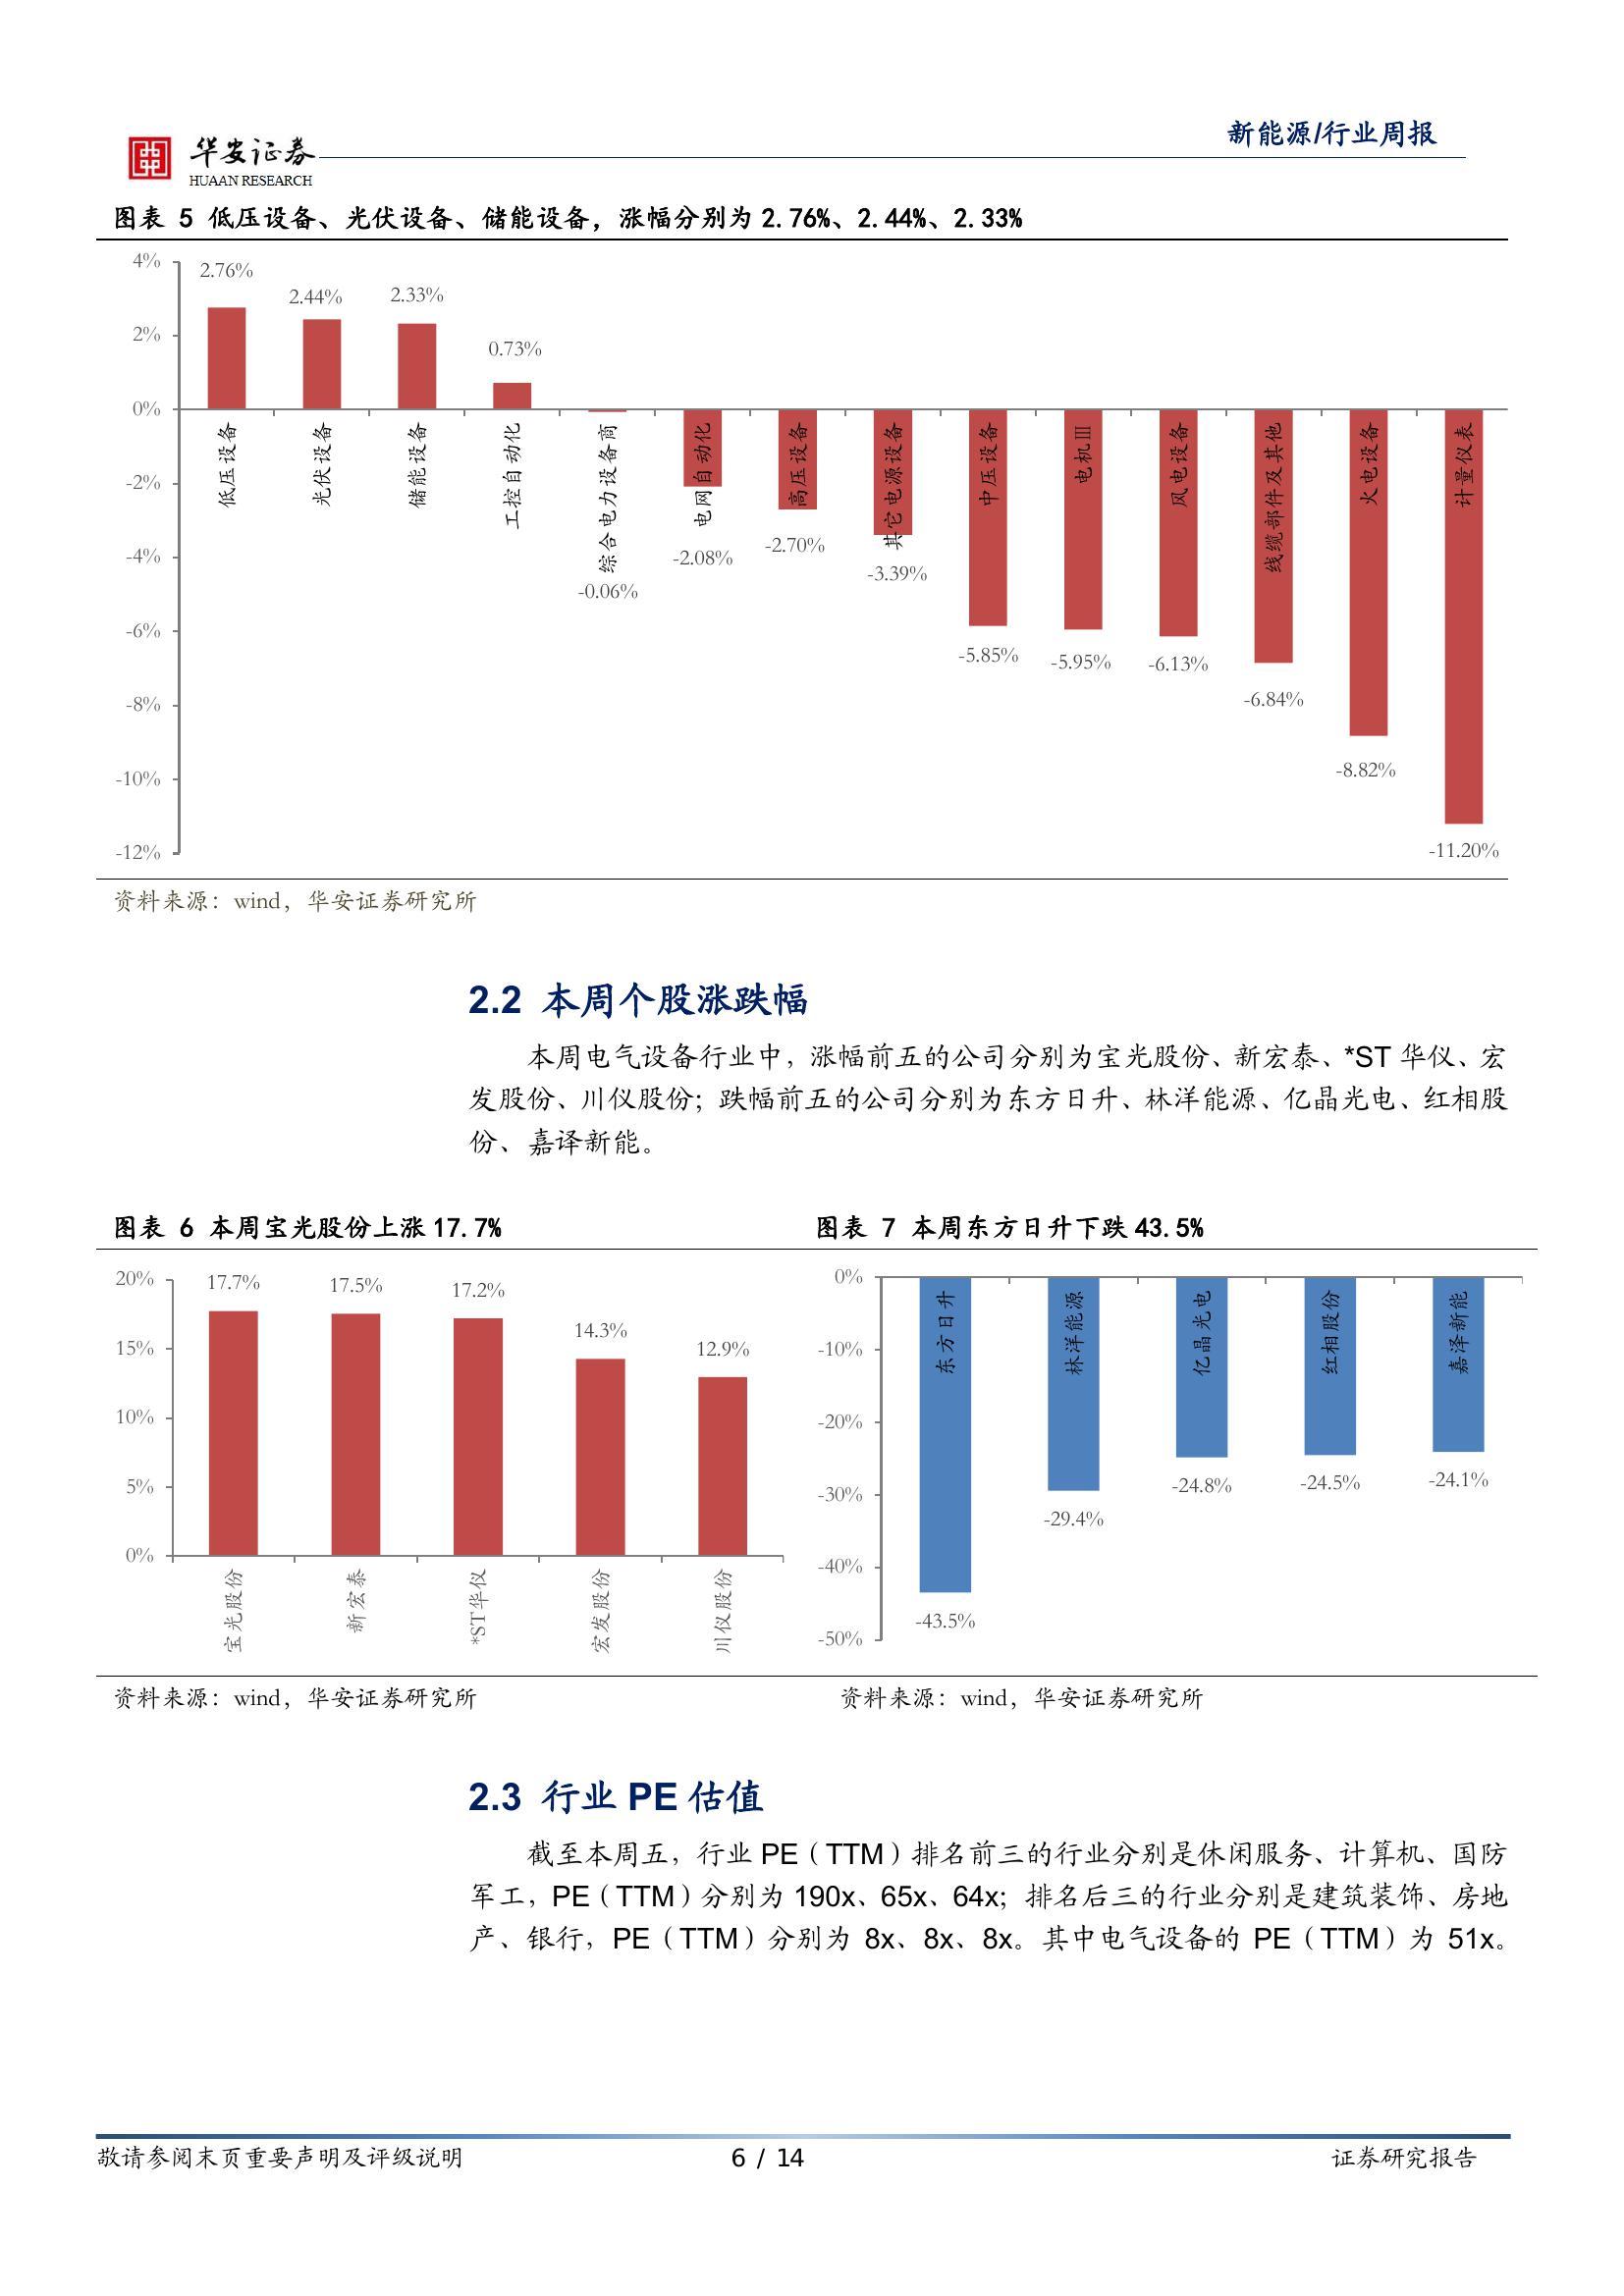 新能源/行业周报
华安证券
HUAAN RESEARCH
图表 5 低压设备、光伏设备、储能设备，涨幅分别为 2.76%、2.44%、2.33%
4%
2%
0%
-2%
-4%
-6%
-8%
-10%
-12%
2.76%
2.44%
2.33%
0.73%
-0.06%
-2.08%
-2.70%
-3.39%
-5.85%
-5.95%
-6.13%
-6.84%
-8.82%
-11.20%
低压设备
光伏设备
储能设备
工控自动化
综合电力设备商
电网自动化
高压设备
其它电源设备
中压设备
电机Ⅲ
风电设备
线缆部件及其他
火电设备
计量仪表
资料来源：wind，华安证券研究所
2.2 本周个股涨跌幅
本周电气设备行业中，涨幅前五的公司分别为宝光股份、新宏泰、*ST 华仪、宏
发股份、川仪股份；跌幅前五的公司分别为东方日升、林洋能源、亿晶光电、红相股
份、嘉译新能。
图表 6 本周宝光股份上涨 17.7%
20%
15%
10%
5%
0%
17.7%
17.5%
17.2%
14.3%
12.9%
宝光股份
新宏泰
*ST华仪
宏发股份
川仪股份
资料来源：wind，华安证券研究所
图表 7 本周东方日升下跌 43.5%
0%
-10%
-20%
-30%
-40%
-50%
东方日升
林洋能源
亿晶光电
红相股份
嘉泽新能
-43.5%
-29.4%
-24.8%
-24.5%
-24.1%
资料来源：wind，华安证券研究所
2.3 行业 PE 估值
截至本周五，行业 PE（TTM）排名前三的行业分别是休闲服务、计算机、国防
军工，PE（TTM）分别为 190x、65x、64x；排名后三的行业分别是建筑装饰、房地
产、银行，PE（TTM）分别为 8x、8x、8x。其中电气设备的 PE（TTM）为 51x。
敬请参阅末页重要声明及评级说明
6 / 14
证券研究报告